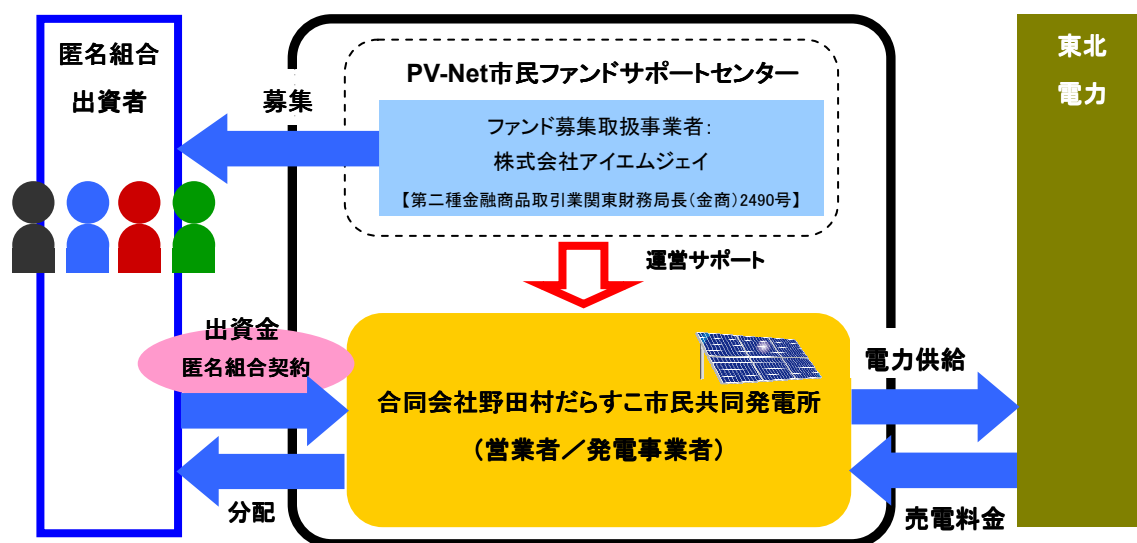 匿名組合
出資者
募集
PV-Net市民ファンドサポートセンター
ファンド募集取扱事業者：
株式会社アイエムジェイ
【第二種金融商品取引業関東財務局長（金商）2490号】
東北
電力
運営サポート
出資金
匿名組合契約
合同会社野田村だらすこ市民共同発電所
（営業者／発電事業者）
電力供給
分配
売電料金